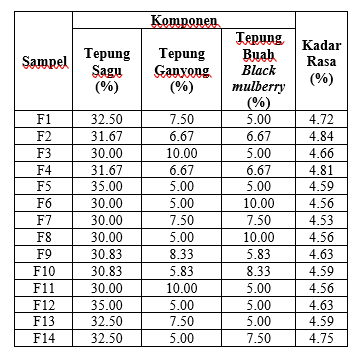 Sampel Komponen Kadar Rasa (%)
Tepung Sagu (%) Tepung Ganyong (%) Tepung Buah Black mulberry (%)
F1 32.50 7.50 5.00 4.72
F2 31.67 6.67 6.67 4.84
F3 30.00 10.00 5.00 4.66
F4 31.67 6.67 6.67 4.81
F5 35.00 5.00 5.00 4.59
F6 30.00 5.00 10.00 4.56
F7 30.00 7.50 7.50 4.53
F8 30.00 5.00 10.00 4.56
F9 30.83 8.33 5.83 4.63
F10 30.83 5.83 8.33 4.59
F11 30.00 10.00 5.00 4.56
F12 35.00 5.00 5.00 4.63
F13 32.50 7.50 5.00 4.59
F14 32.50 5.00 7.50 4.75